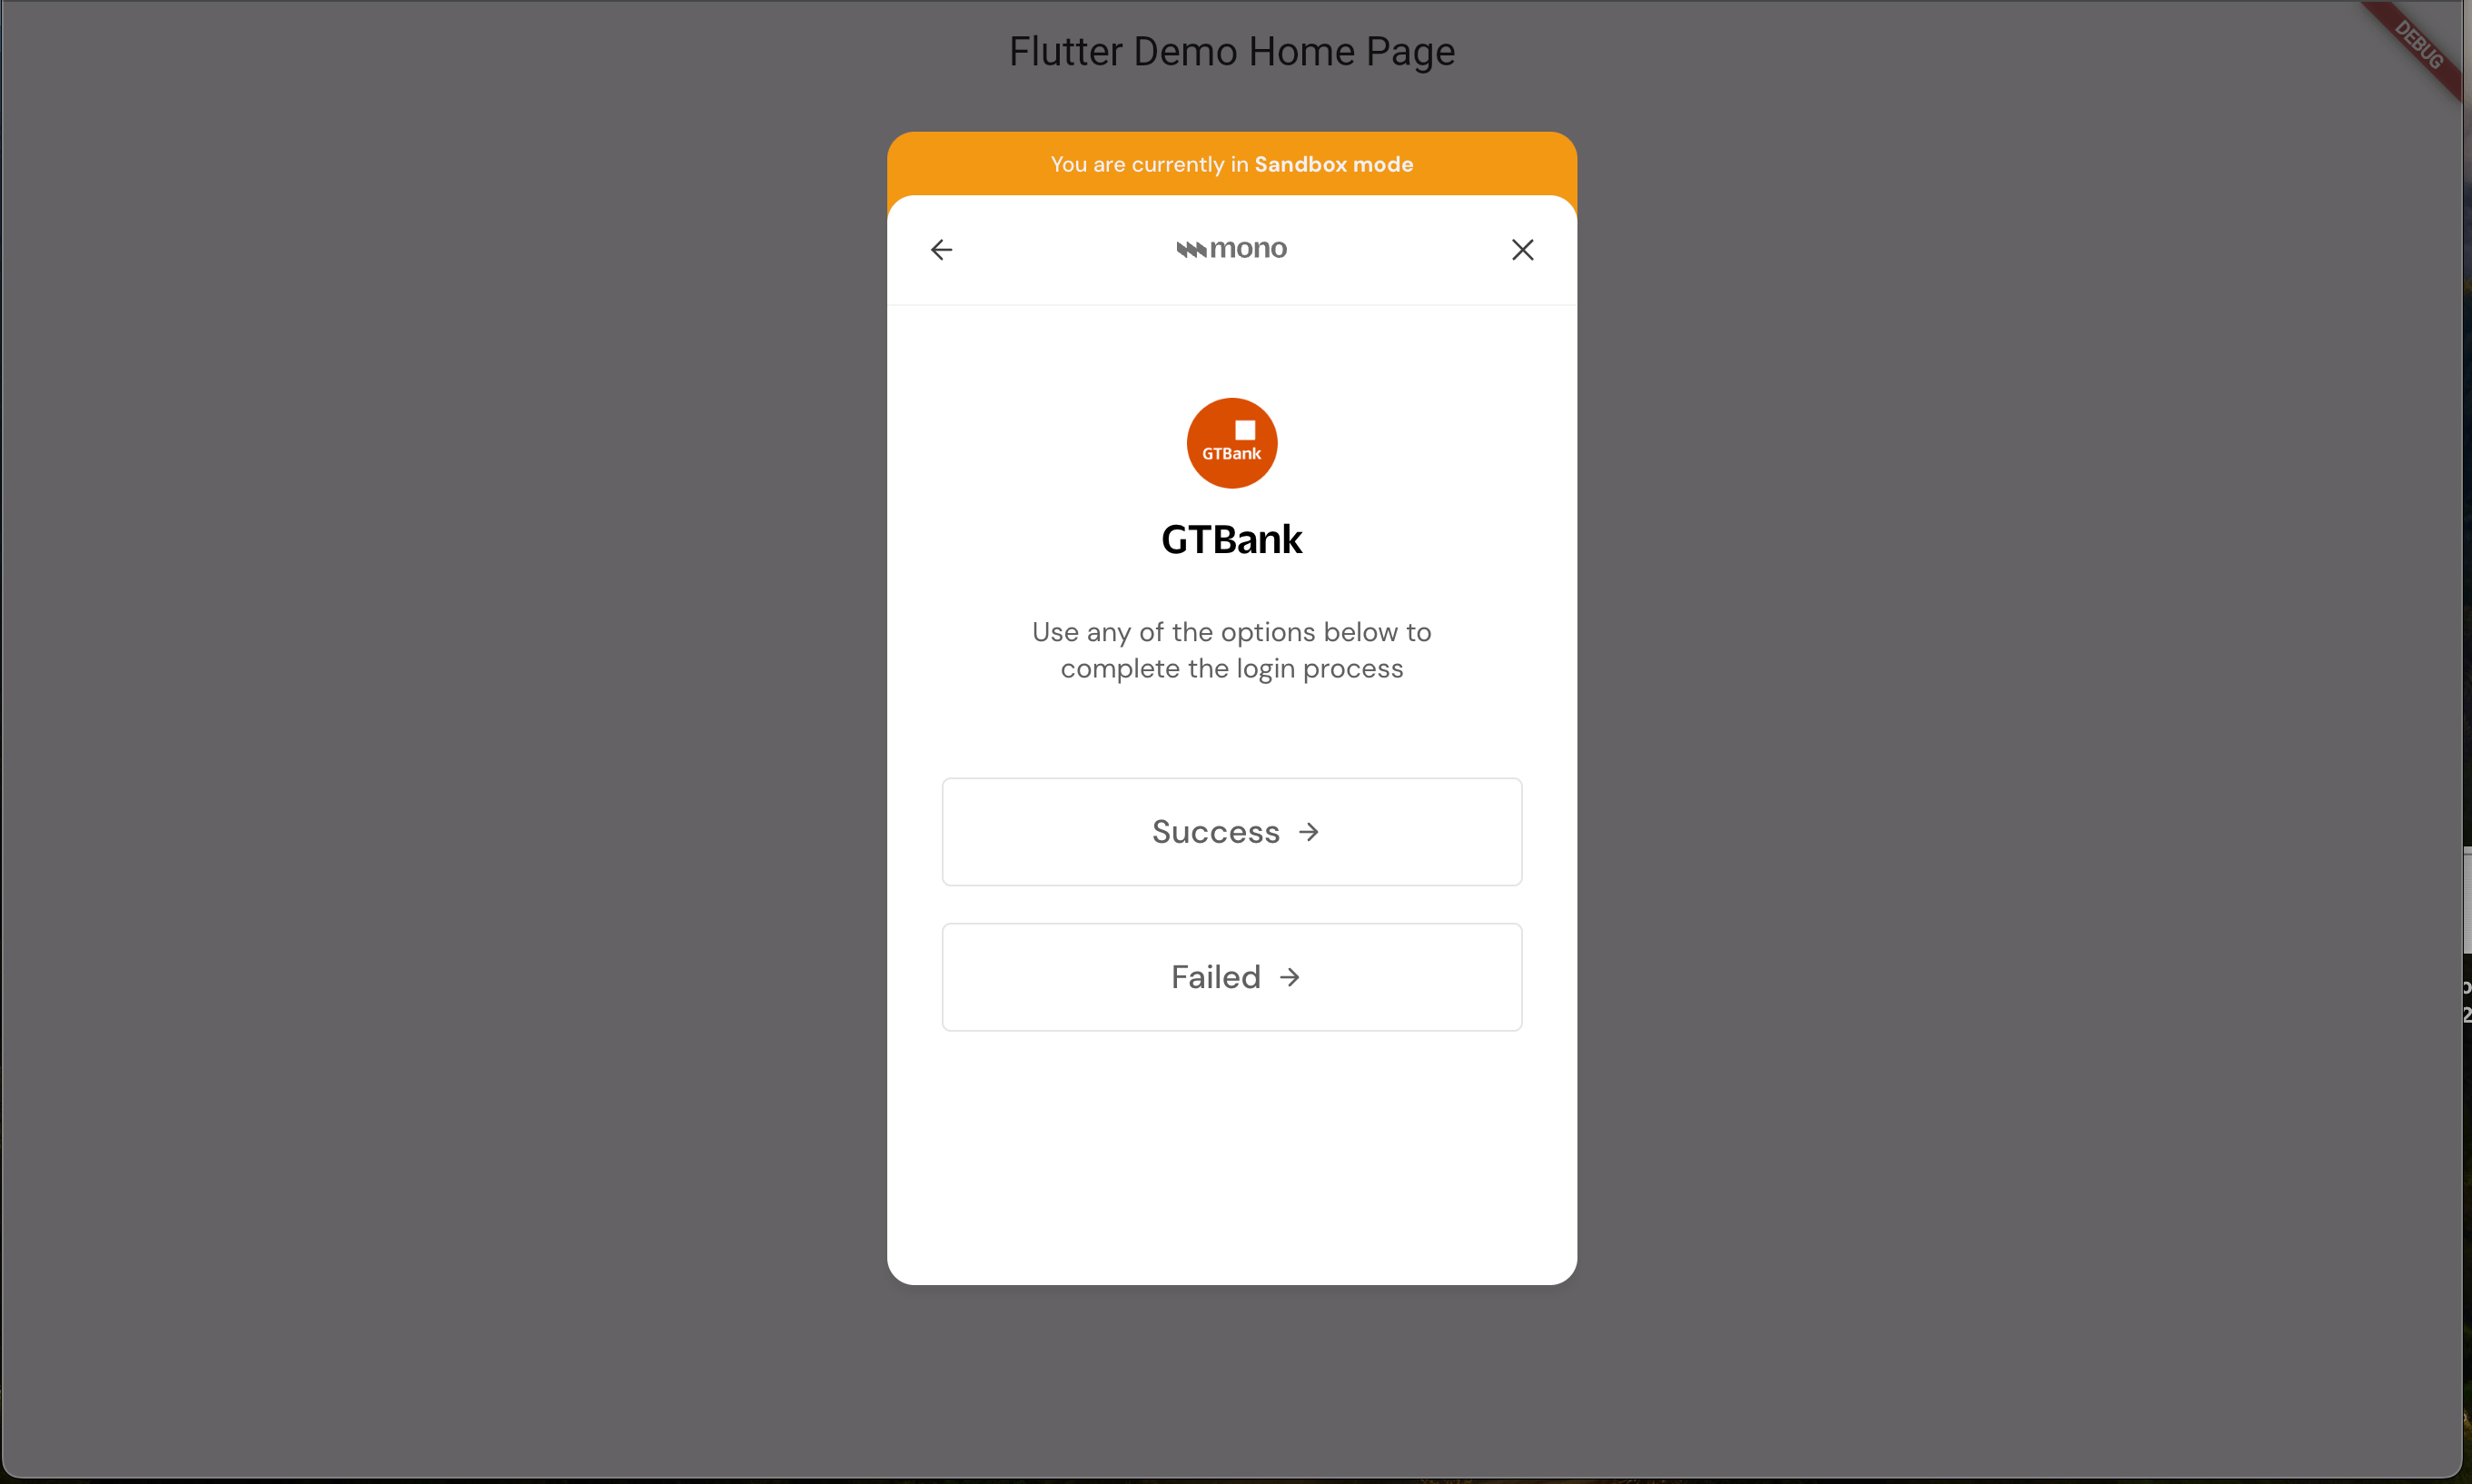 Flutter Demo Home Page
DEBUG
You are currently in Sandbox mode
mono
GTBank
GTBank
Use any of the options below to
complete the login process
Success
Failed